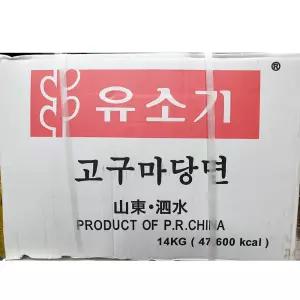 유소기 ®
고구마당면
山東·泗水
PRODUCT OF P.R.CHINA
14KG ( 47,600 kcal )